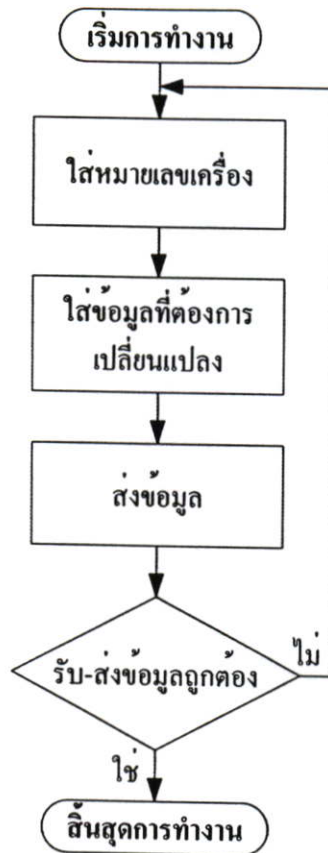 เริ่มการทำงาน
ใส่หมายเลขเครื่อง
ใส่ข้อมูลที่ต้องการ
เปลี่ยนแปลง
ส่งข้อมูล
รับ-ส่งข้อมูลถูกต้อง
ไม่
ใช่
สิ้นสุดการทำงาน